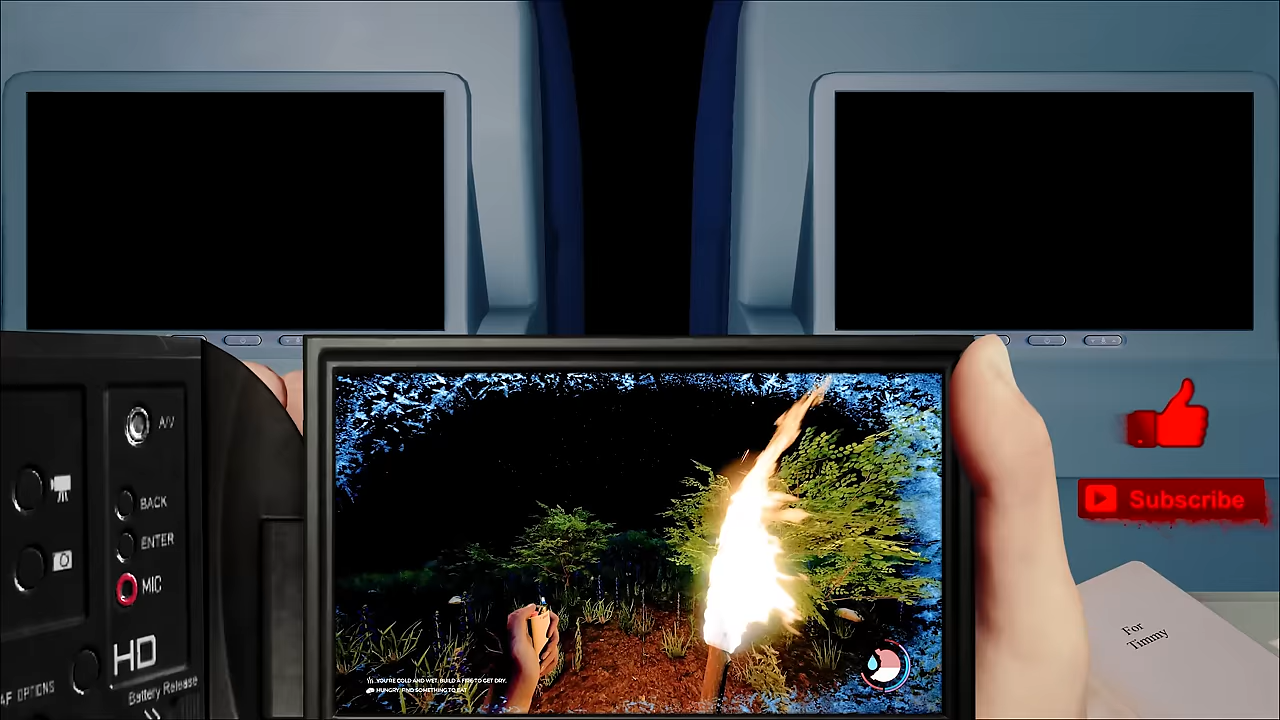 A/V
BACK
ENTER
MIC
HD
AF OPTIONS
Battery Release
YOU'RE COLD AND WET, BUILD A FIRE TO GET DRY.
HUNGRY, FIND SOMETHING TO EAT
Subscribe
For
Timmy